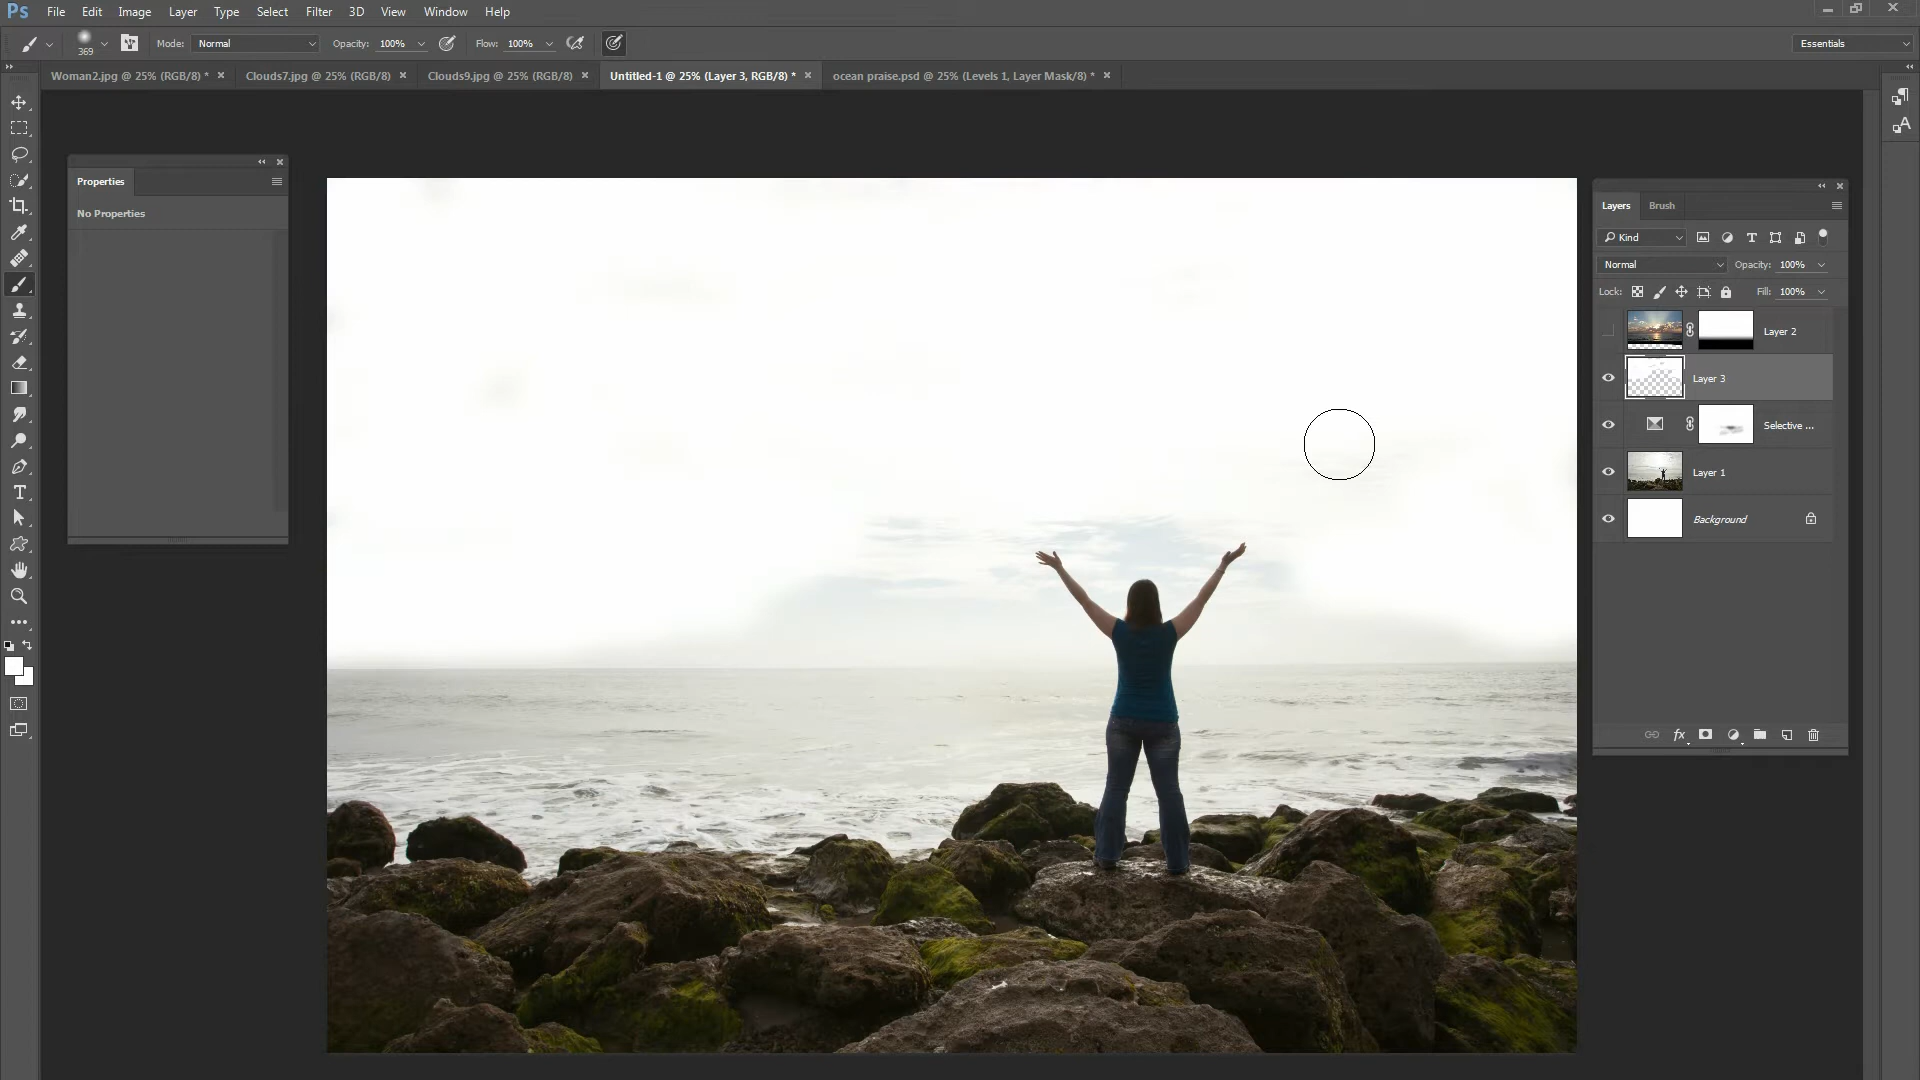 Ps File Edit Image Layer Type Select Filter 3D View Window Help
369 Mode: Normal Opacity: 100% Flow: 100% Essentials
Woman2.jpg @ 25% (RGB/8) * Clouds7.jpg @ 25% (RGB/8) Clouds9.jpg @ 25% (RGB/8) Untitled-1 @ 25% (Layer 3, RGB/8) * ocean praise.psd @ 25% (Levels 1, Layer Mask/8) *
Properties
No Properties
Layers Brush
Kind
Normal Opacity: 100%
Lock: Fill: 100%
Layer 2
Layer 3
Selective ...
Layer 1
Background
fx